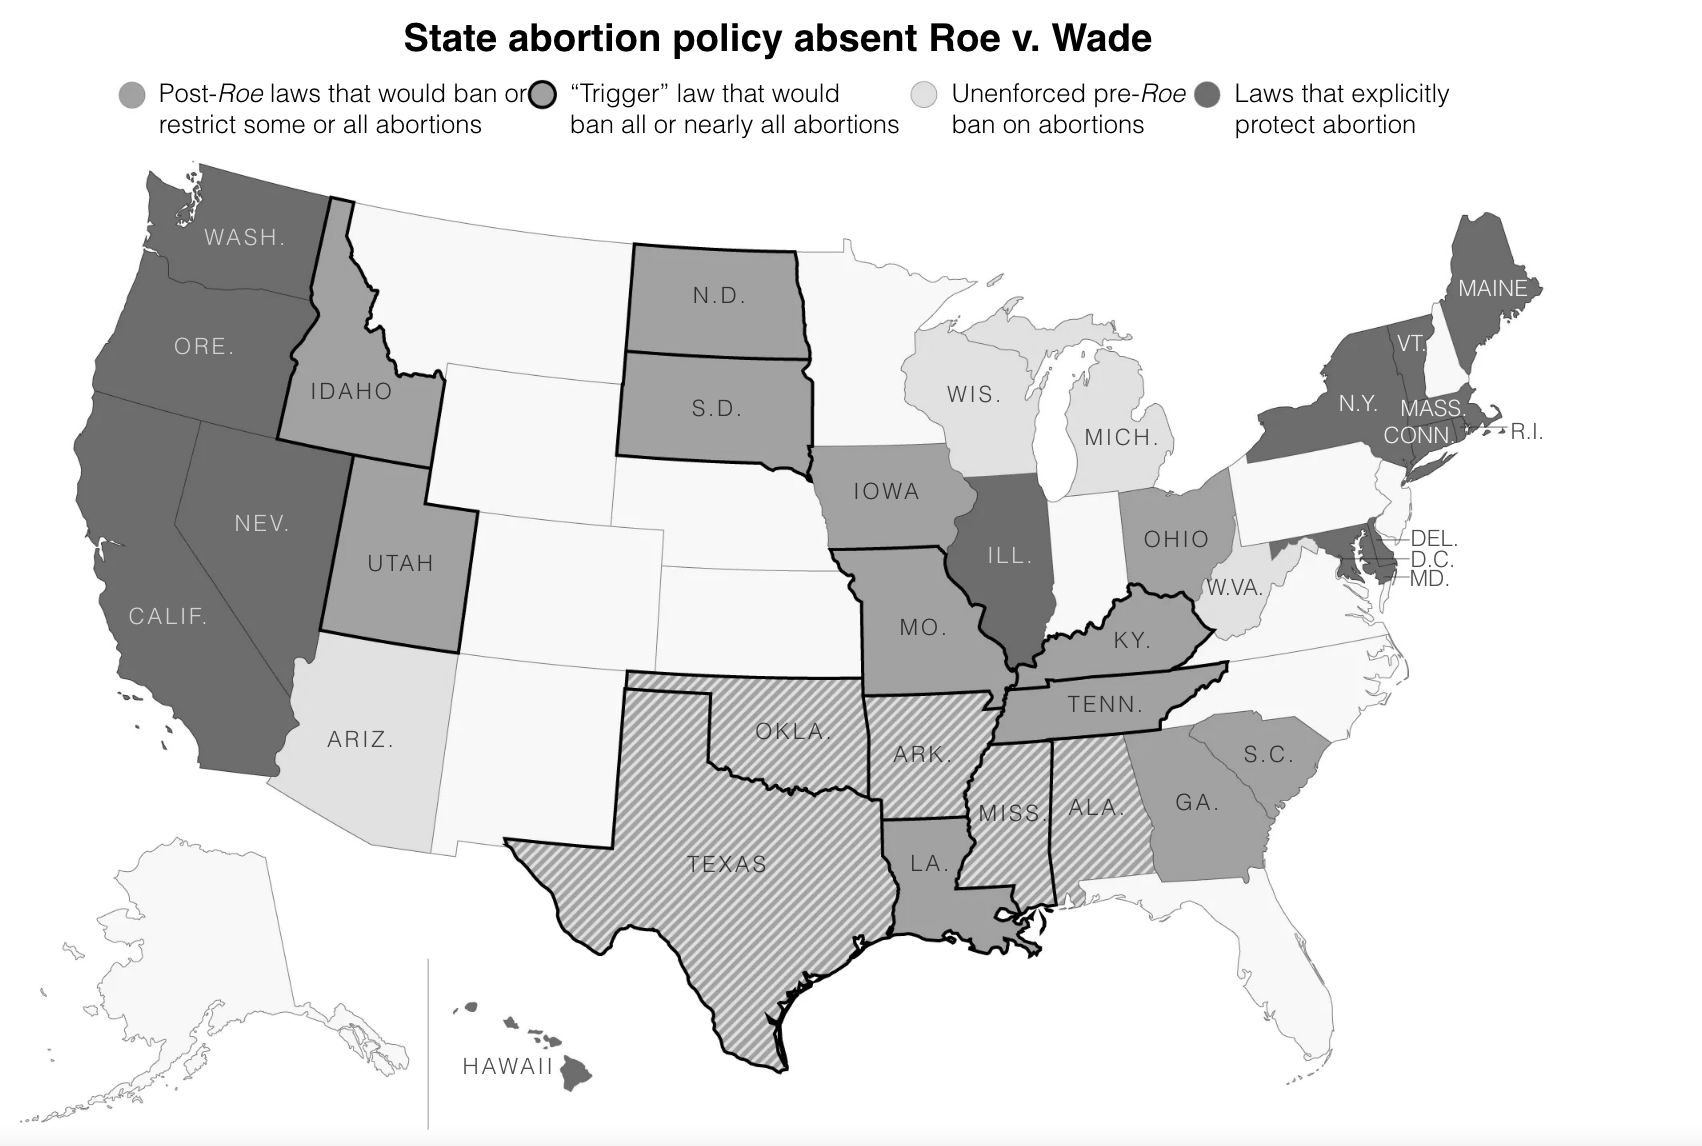 State abortion policy absent Roe v. Wade
Post-Roe laws that would ban or
restrict some or all abortions
“Trigger” law that would
ban all or nearly all abortions
Unenforced pre-Roe
ban on abortions
Laws that explicitly
protect abortion
WASH.
ORE.
IDAHO
N.D.
S.D.
WIS.
MICH.
MAINE
VT.
N.Y.
MASS.
CONN.
R.I.
NEV.
UTAH
CALIF.
IOWA
ILL.
OHIO
W.VA.
DEL.
D.C.
MD.
MO.
KY.
TENN.
ARIZ.
OKLA.
ARK.
MISS.
ALA.
GA.
S.C.
TEXAS
LA.
HAWAII